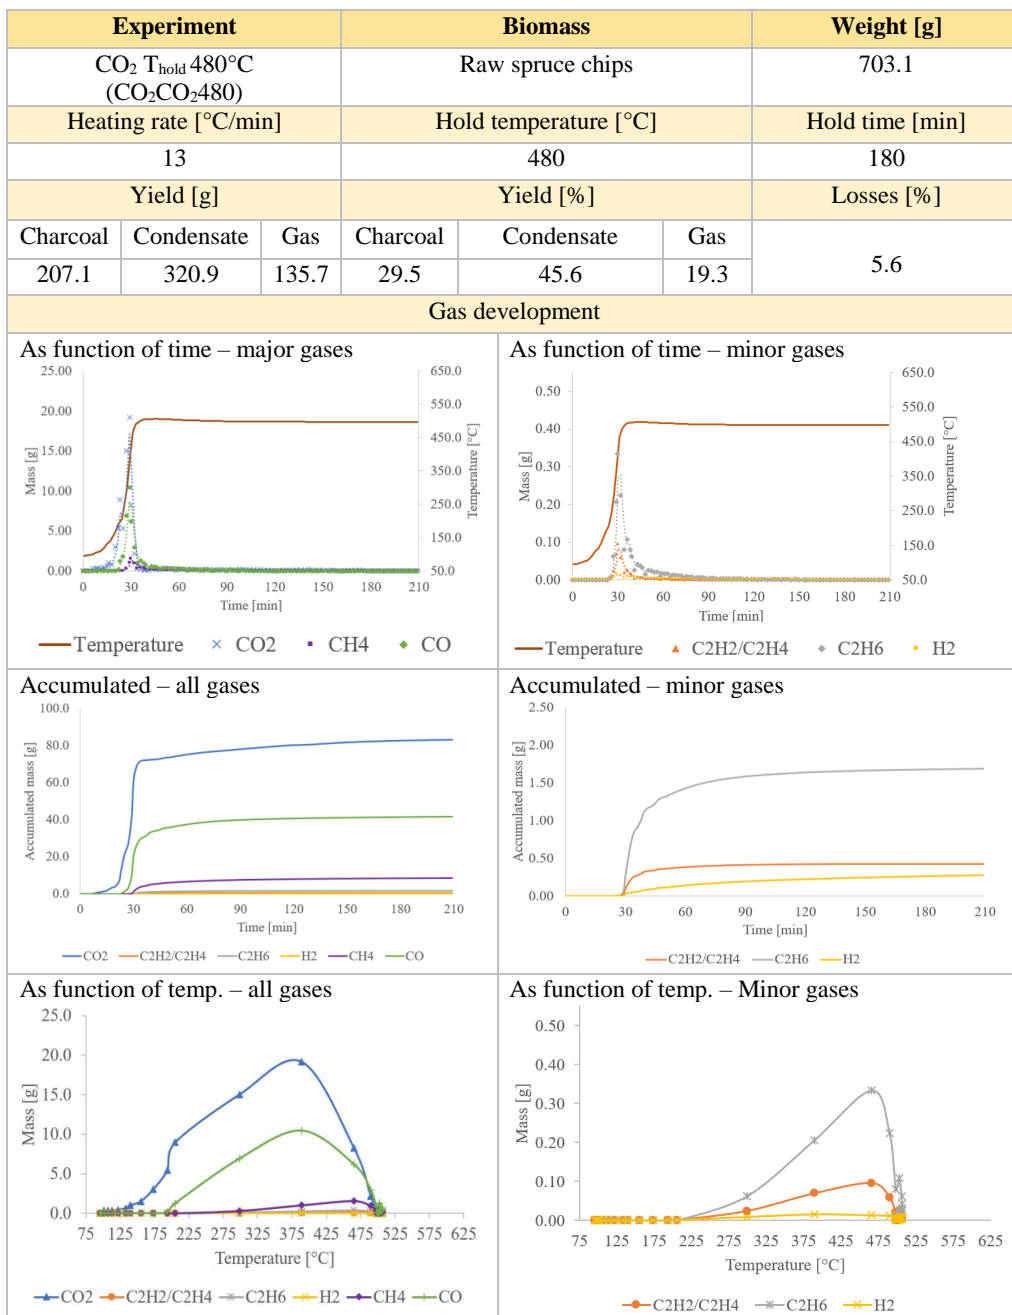 Experiment Biomass Weight [g]
CO₂ Tₕₒₗd 480°C Raw spruce chips 703.1
(CO₂CO₂480)
Heating rate [°C/min] Hold temperature [°C] Hold time [min]
13 480 180
Yield [g] Yield [%] Losses [%]
Charcoal Condensate Gas Charcoal Condensate Gas
207.1 320.9 135.7 29.5 45.6 19.3 5.6
Gas development
As function of time – major gases
25.00
20.00
15.00
10.00
5.00
0.00
Mass [g]
650.0
550.0
450.0
350.0
250.0
150.0
50.0
Temperature [°C]
0 30 60 90 120 150 180 210
Time [min]
Temperature CO2 CH4 CO
As function of time – minor gases
0.50
0.40
0.30
0.20
0.10
0.00
Mass [g]
650.0
550.0
450.0
350.0
250.0
150.0
50.0
Temperature [°C]
0 30 60 90 120 150 180 210
Time [min]
Temperature C2H2/C2H4 C2H6 H2
Accumulated – all gases
100.0
80.0
60.0
40.0
20.0
0.0
Accumulated mass [g]
0 30 60 90 120 150 180 210
Time [min]
CO2 C2H2/C2H4 C2H6 H2 CH4 CO
Accumulated – minor gases
2.50
2.00
1.50
1.00
0.50
0.00
Accumulated mass [g]
0 30 60 90 120 150 180 210
Time [min]
C2H2/C2H4 C2H6 H2
As function of temp. – all gases
25.0
20.0
15.0
10.0
5.0
0.0
Mass [g]
75 125 175 225 275 325 375 425 475 525 575 625
Temperature [°C]
CO2 C2H2/C2H4 C2H6 H2 CH4 CO
As function of temp. – Minor gases
0.50
0.40
0.30
0.20
0.10
0.00
Mass [g]
75 125 175 225 275 325 375 425 475 525 575 625
Temperature [°C]
C2H2/C2H4 C2H6 H2